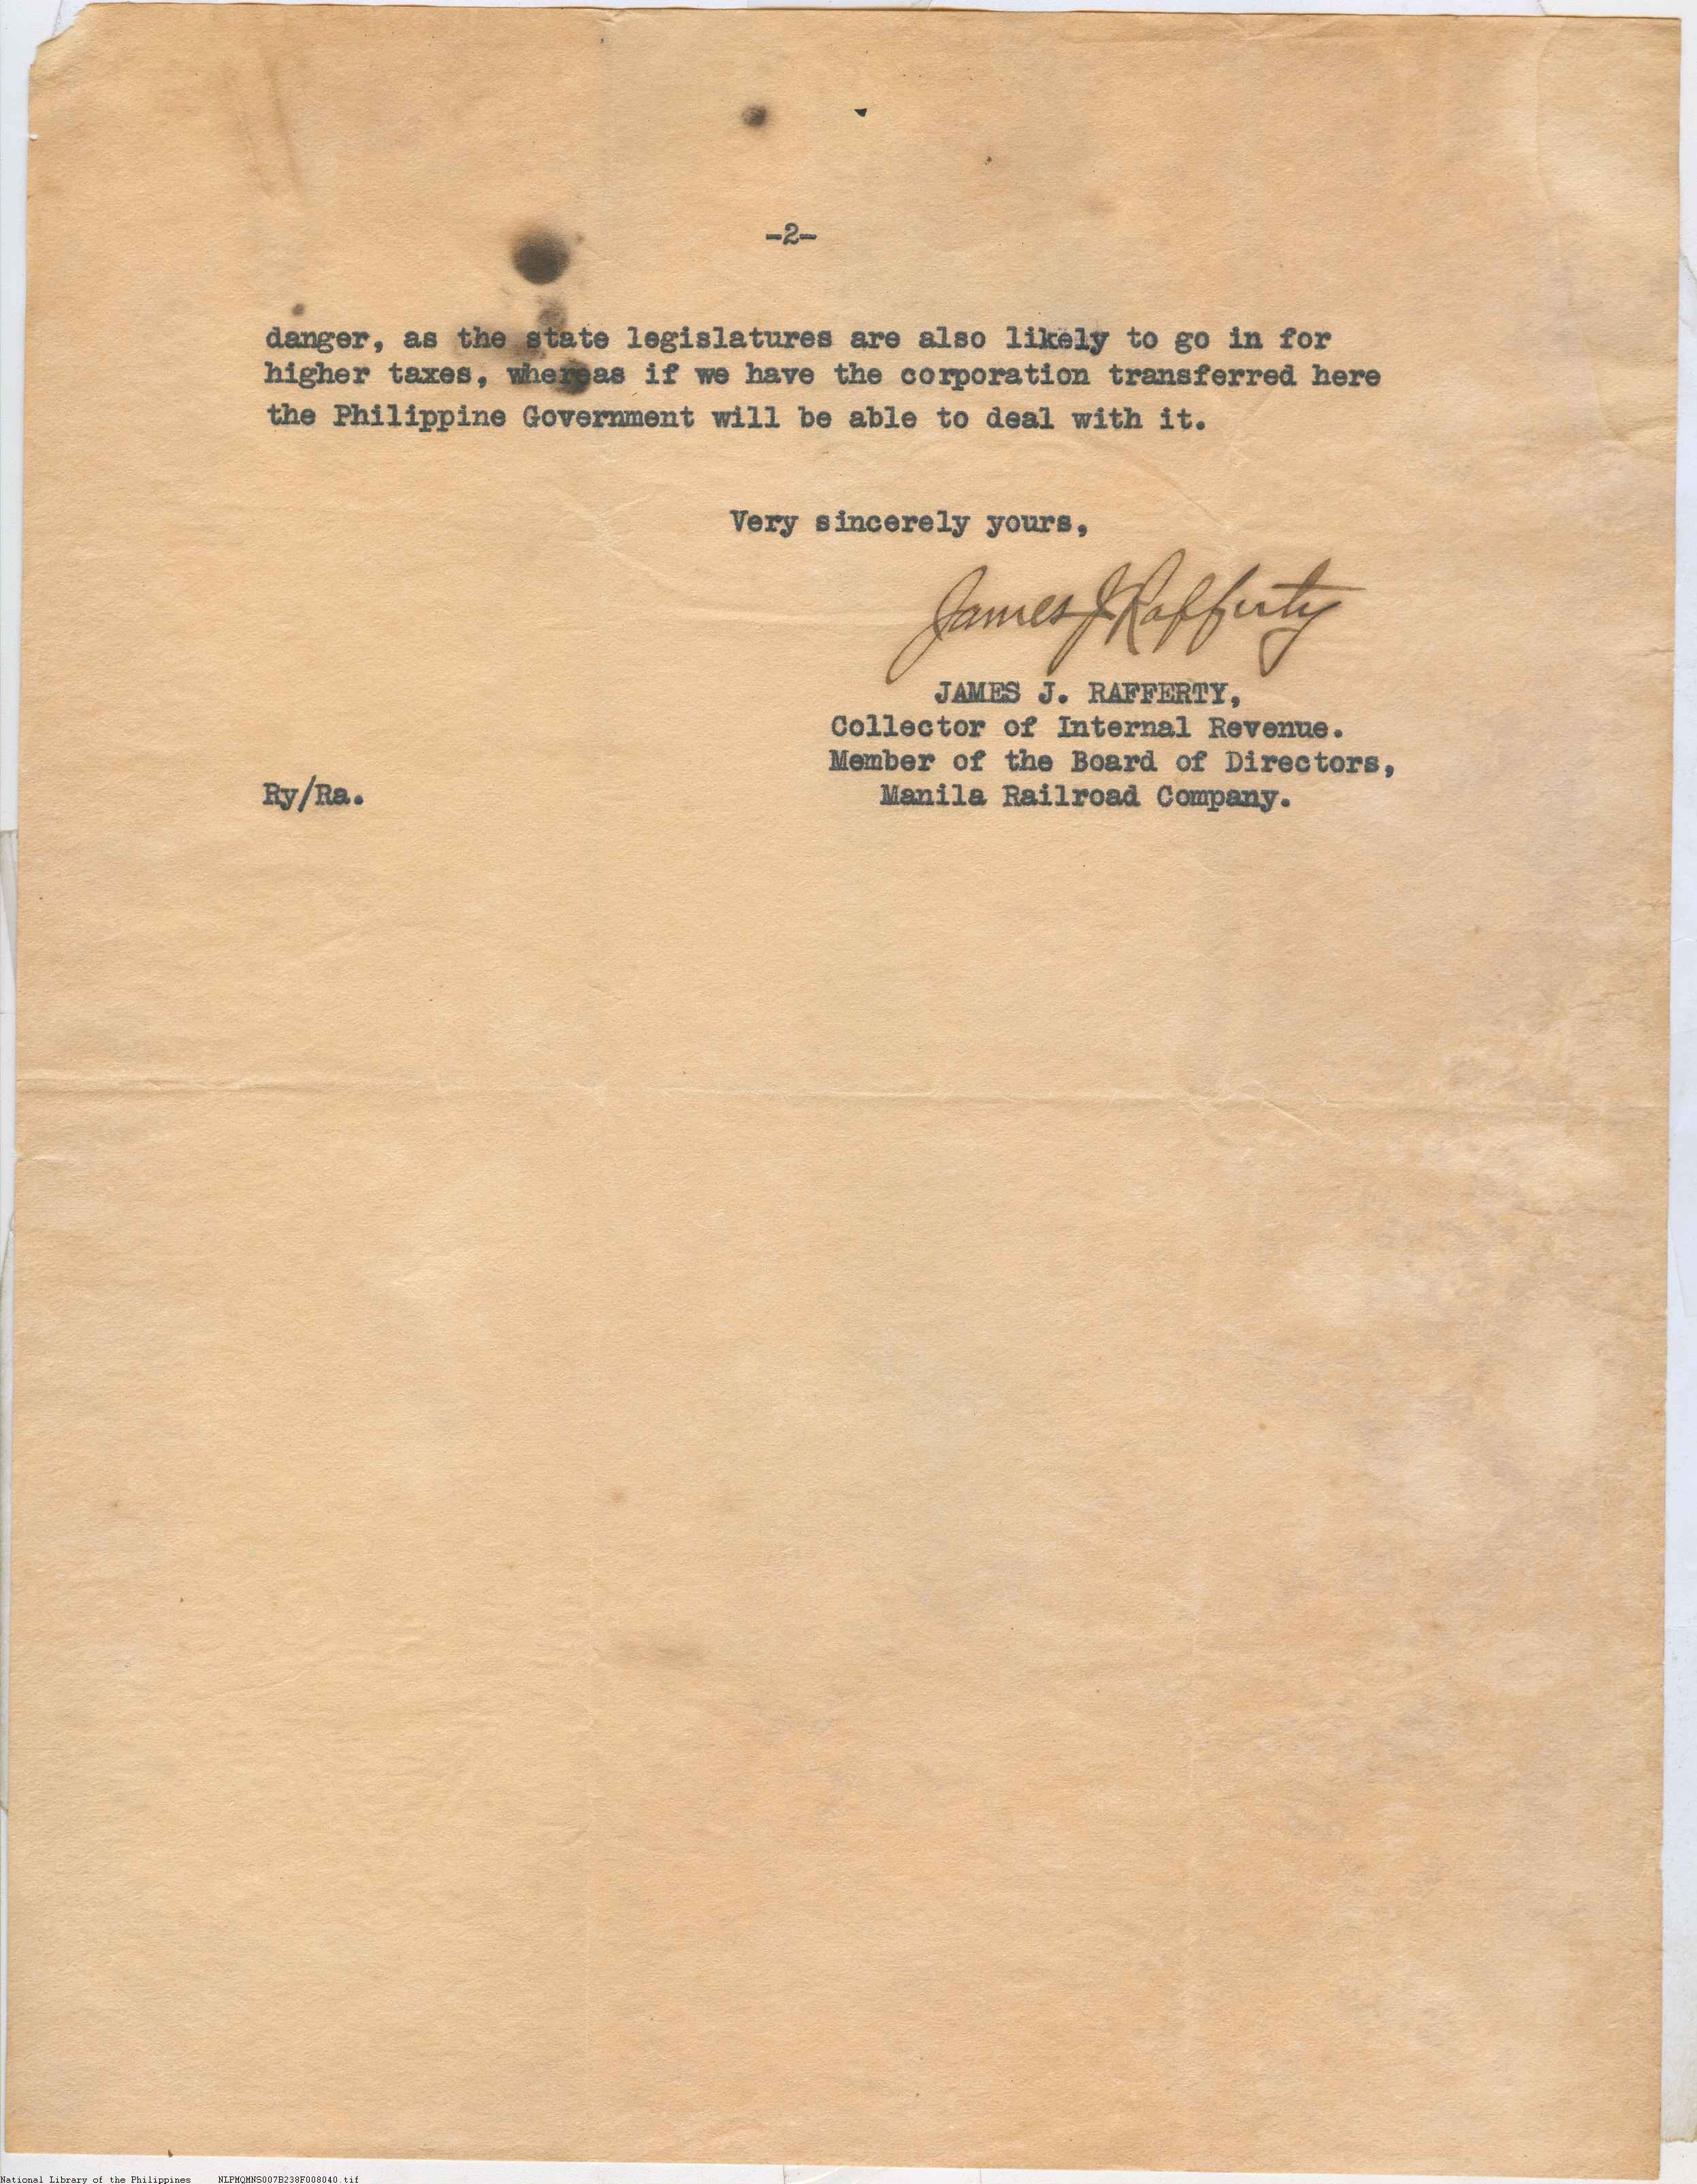 -2-
danger, as the state legislatures are also likely to go in for
higher taxes, whereas if we have the corporation transferred here
the Philippine Government will be able to deal with it.
Very sincerely yours,
James J Rafferty
JAMES J. RAFFERTY,
Collector of Internal Revenue.
Member of the Board of Directors,
Ry/Ra. Manila Railroad Company.
National Library of the Philippines NLPMQMNS007B238F008040.tif